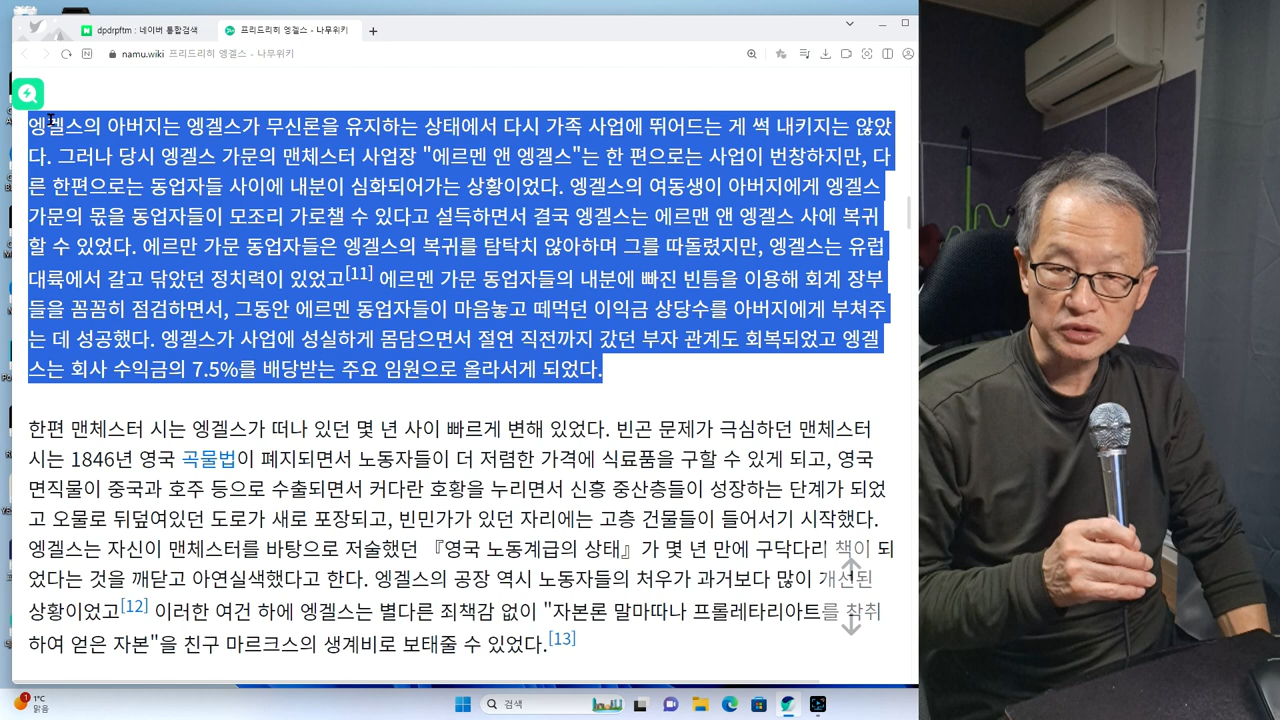 dpdrpftm : 네이버 통합검색
프리드리히 엥겔스 - 나무위키
namu.wiki 프리드리히 엥겔스 - 나무위키
엥겔스의 아버지는 엥겔스가 무신론을 유지하는 상태에서 다시 가족 사업에 뛰어드는 게 썩 내키지는 않았
다. 그러나 당시 엥겔스 가문의 맨체스터 사업장 "에르멘 앤 엥겔스"는 한 편으로는 사업이 번창하지만, 다
른 한편으로는 동업자들 사이에 내분이 심화되어가는 상황이었다. 엥겔스의 여동생이 아버지에게 엥겔스
가문의 몫을 동업자들이 모조리 가로챌 수 있다고 설득하면서 결국 엥겔스는 에르맨 앤 엥겔스 사에 복귀
할 수 있었다. 에르만 가문 동업자들은 엥겔스의 복귀를 탐탁치 않아하며 그를 따돌렸지만, 엥겔스는 유럽
대륙에서 갈고 닦았던 정치력이 있었고[11] 에르멘 가문 동업자들의 내분에 빠진 빈틈을 이용해 회계 장부
들을 꼼꼼히 점검하면서, 그동안 에르멘 동업자들이 마음놓고 떼먹던 이익금 상당수를 아버지에게 부쳐주
는 데 성공했다. 엥겔스가 사업에 성실하게 몸담으면서 절연 직전까지 갔던 부자 관계도 회복되었고 엥겔
스는 회사 수익금의 7.5%를 배당받는 주요 임원으로 올라서게 되었다.
한편 맨체스터 시는 엥겔스가 떠나 있던 몇 년 사이 빠르게 변해 있었다. 빈곤 문제가 극심하던 맨체스터
시는 1846년 영국 곡물법이 폐지되면서 노동자들이 더 저렴한 가격에 식료품을 구할 수 있게 되고, 영국
면직물이 중국과 호주 등으로 수출되면서 커다란 호황을 누리면서 신흥 중산층들이 성장하는 단계가 되었
고 오물로 뒤덮여있던 도로가 새로 포장되고, 빈민가가 있던 자리에는 고층 건물들이 들어서기 시작했다.
엥겔스는 자신이 맨체스터를 바탕으로 저술했던 『영국 노동계급의 상태』가 몇 년 만에 구닥다리 책이 되
었다는 것을 깨닫고 아연실색했다고 한다. 엥겔스의 공장 역시 노동자들의 처우가 과거보다 많이 개선된
상황이었고[12] 이러한 여건 하에 엥겔스는 별다른 죄책감 없이 "자본론 말마따나 프롤레타리아트를 착취
하여 얻은 자본"을 친구 마르크스의 생계비로 보태줄 수 있었다.[13]
1
1℃
맑음
검색